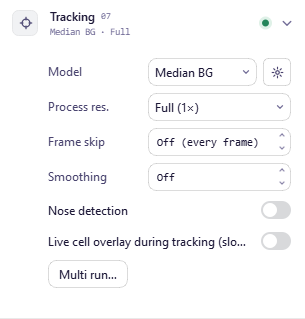 Tracking 07
Median BG · Full
Model Median BG
Process res. Full (1×)
Frame skip Off (every frame)
Smoothing Off
Nose detection
Live cell overlay during tracking (slo...
Multi run...